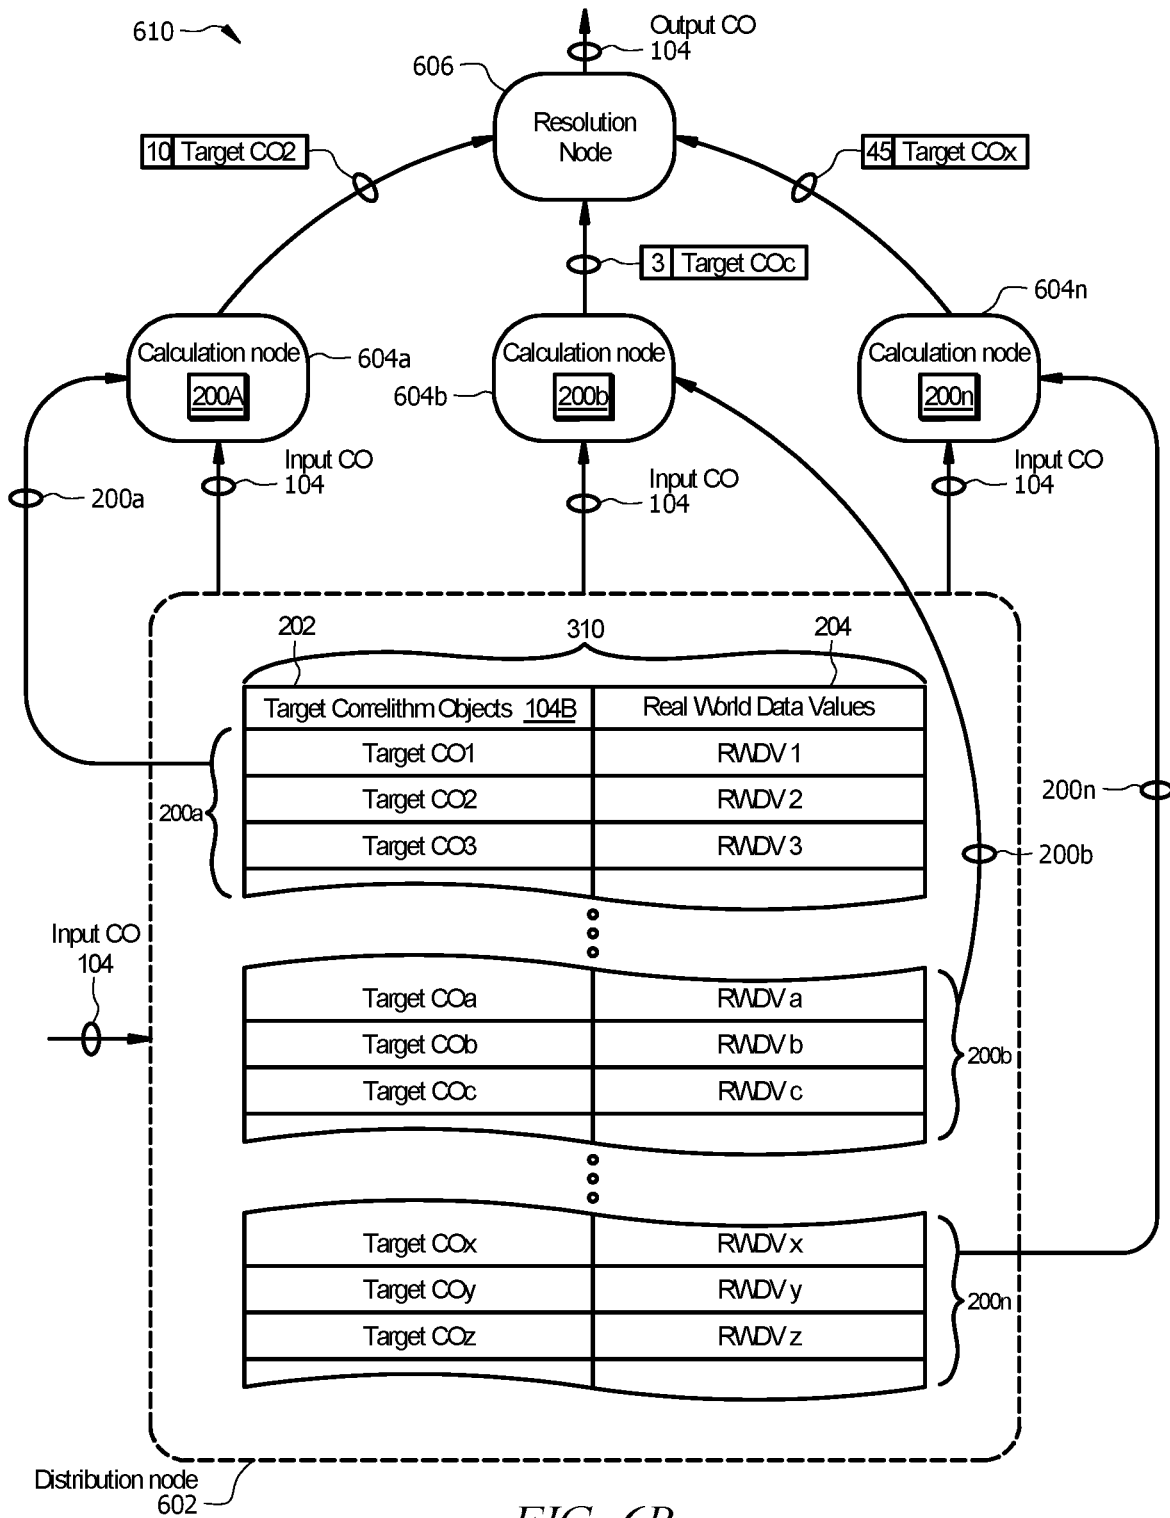 610
Output CO
104
606
Resolution
Node
10 Target CO2
45 Target COx
3 Target COc
604n
Calculation node
200A
604a
Calculation node
200b
604b
Calculation node
200n
Input CO
104
Input CO
104
Input CO
104
200a
202
310
204
Target Correlithm Objects 104B
Real World Data Values
Target CO1
RWDV 1
Target CO2
RWDV 2
Target CO3
RWDV 3
200a
200n
200b
Input CO
104
Target COa
RWDV a
Target COb
RWDV b
Target COc
RWDV c
200b
Target COx
RWDV x
Target COy
RWDV y
Target COz
RWDV z
200n
Distribution node
602
FIG. 6B